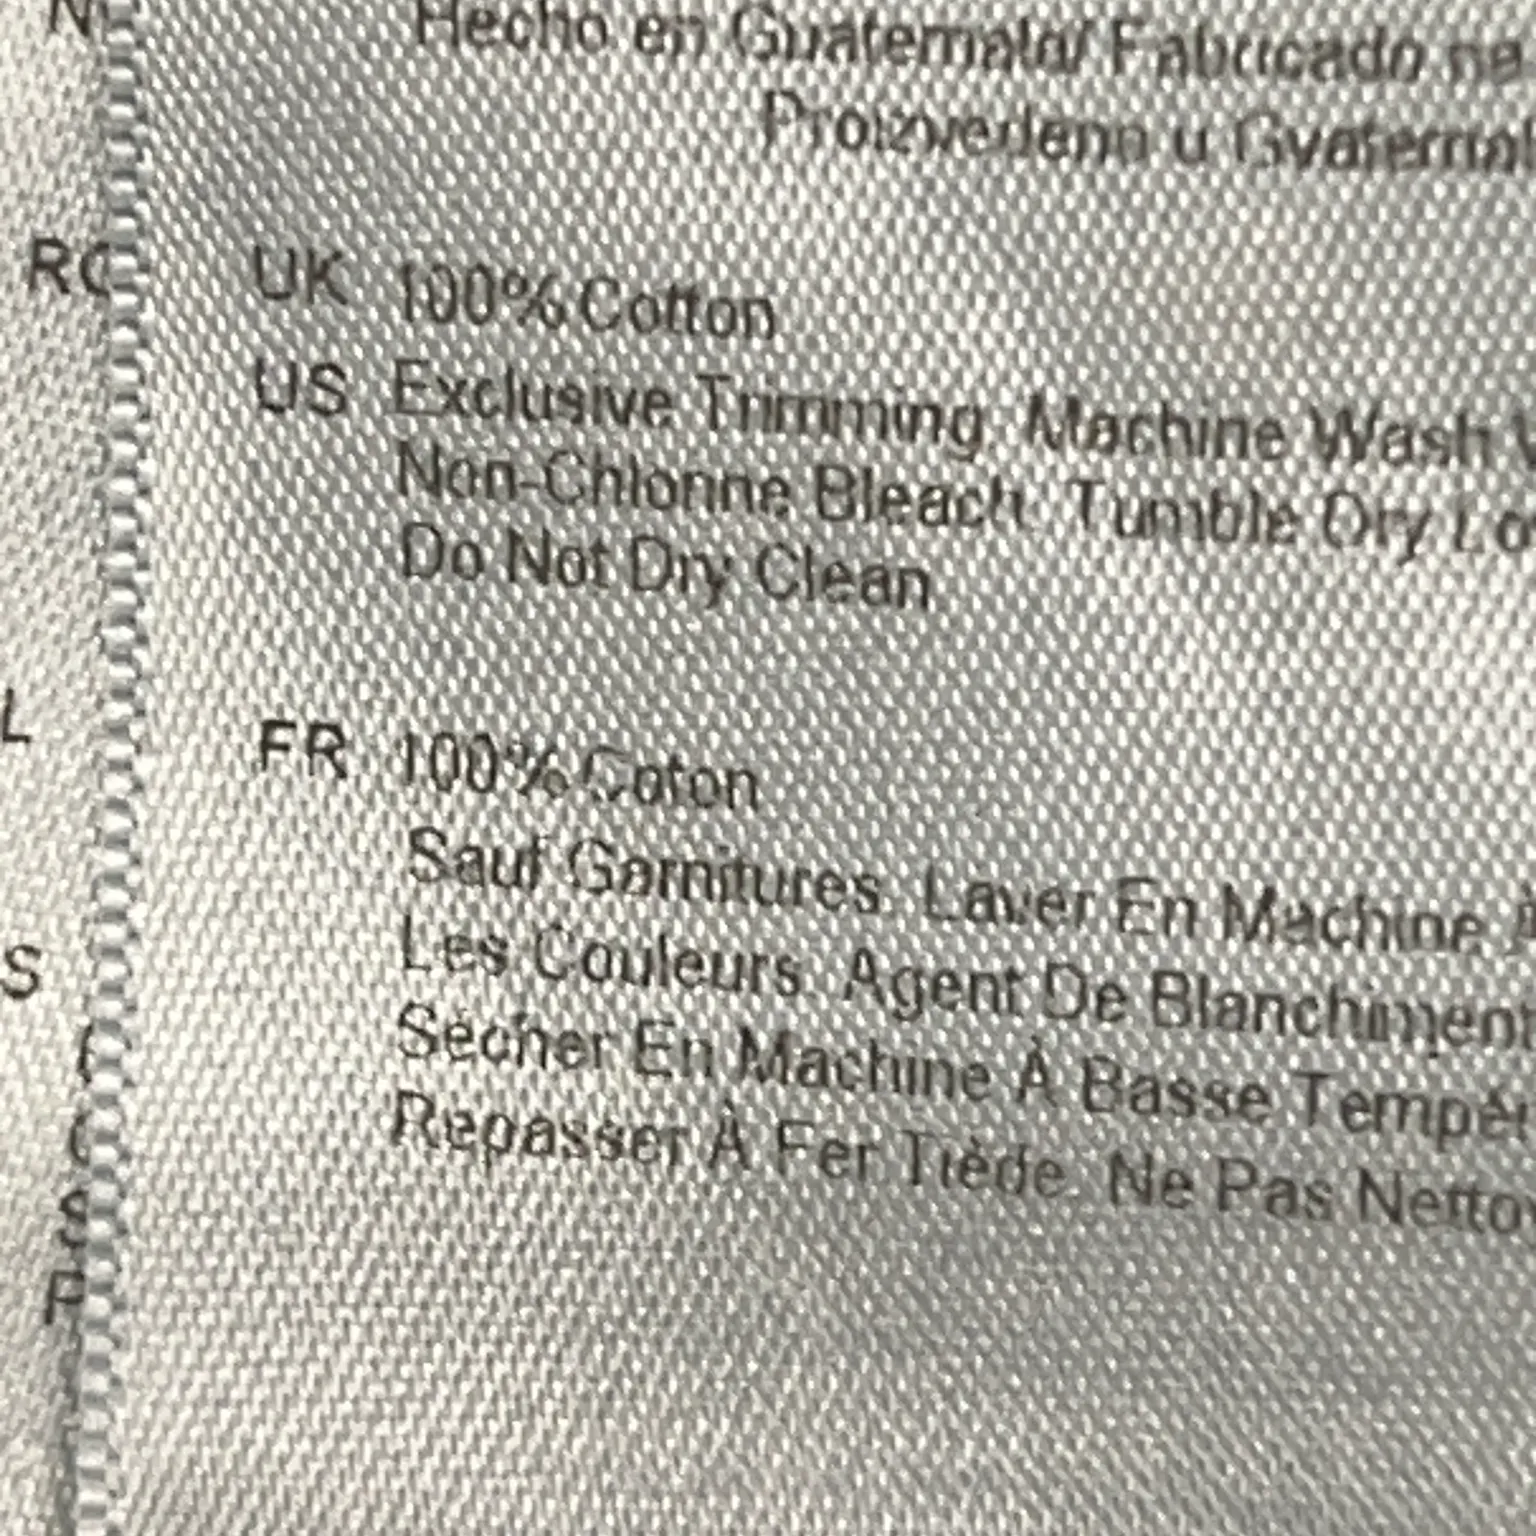 Hecho en Guatemala/ Fabricado na
Proizvedeno u Gvatemal
UK 100% Cotton
US Exclusive Trimming. Machine Wash
Non-Chlorine Bleach. Tumble Dry Lo
Do Not Dry Clean
FR 100% Coton
Sauf Garnitures. Laver En Machine À
Les Couleurs. Agent De Blanchiment
Sécher En Machine À Basse Tempér
Repasser À Fer Tiède. Ne Pas Netto
RO
L
S